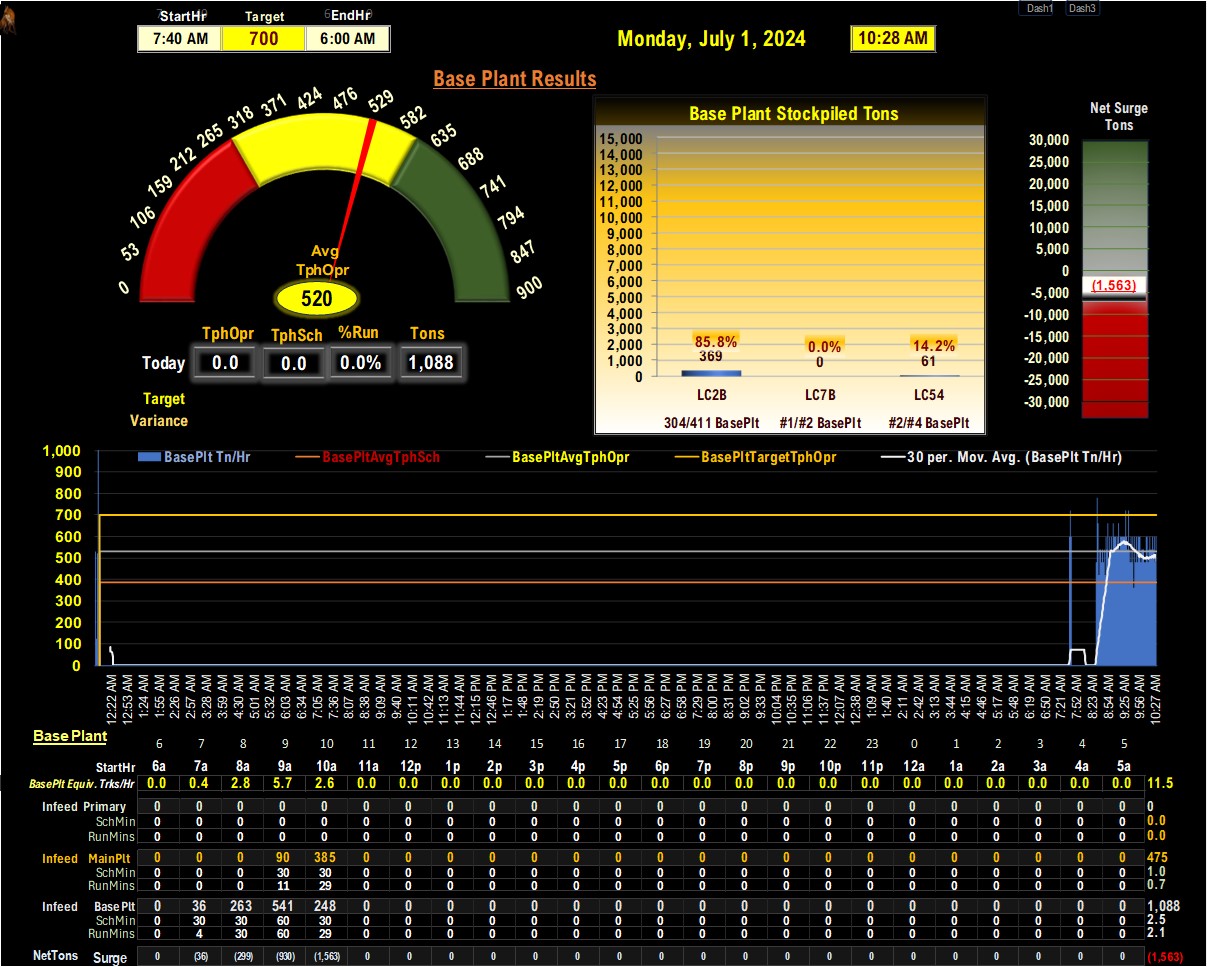 Dash1 Dash3
StartHr Target EndHr
7:40 AM 700 6:00 AM
Monday, July 1, 2024 10:28 AM
Base Plant Results
0 53 106 159 212 265 318 371 424 476 529 582 635 688 741 794 847 900
Avg
TphOpr
520
TphOpr TphSch %Run Tons
Today 0.0 0.0 0.0% 1,088
Target
Variance
Base Plant Stockpiled Tons
15,000
14,000
13,000
12,000
11,000
10,000
9,000
8,000
7,000
6,000
5,000
4,000
3,000
2,000
1,000
0
85.8% 0.0% 14.2%
369 0 61
LC2B LC7B LC54
304/411 BasePlt #1/#2 BasePlt #2/#4 BasePlt
Net Surge
Tons
30,000
25,000
20,000
15,000
10,000
5,000
0
(1,563)
-5,000
-10,000
-15,000
-20,000
-25,000
-30,000
BasePlt Tn/Hr BasePltAvgTphSch BasePltAvgTphOpr BasePltTargetTphOpr 30 per. Mov. Avg. (BasePlt Tn/Hr)
1,000
900
800
700
600
500
400
300
200
100
0
12:22 AM 12:53 AM 1:24 AM 1:55 AM 2:26 AM 2:57 AM 3:28 AM 3:59 AM 4:30 AM 5:01 AM 5:32 AM 6:03 AM 6:34 AM 7:05 AM 7:36 AM 8:07 AM 8:38 AM 9:09 AM 9:40 AM 10:11 AM 10:42 AM 11:13 AM 11:44 AM 12:15 PM 12:46 PM 1:17 PM 1:48 PM 2:19 PM 2:50 PM 3:21 PM 3:52 PM 4:23 PM 4:54 PM 5:25 PM 5:56 PM 6:27 PM 6:58 PM 7:29 PM 8:00 PM 8:31 PM 9:02 PM 9:33 PM 10:04 PM 10:35 PM 11:06 PM 11:37 PM 12:07 AM 12:38 AM 1:09 AM 1:40 AM 2:11 AM 2:42 AM 3:13 AM 3:44 AM 4:15 AM 4:46 AM 5:17 AM 5:48 AM 6:19 AM 6:50 AM 7:21 AM 7:52 AM 8:23 AM 8:54 AM 9:25 AM 9:56 AM 10:27 AM
Base Plant
6 7 8 9 10 11 12 13 14 15 16 17 18 19 20 21 22 23 0 1 2 3 4 5
StartHr 6a 7a 8a 9a 10a 11a 12p 1p 2p 3p 4p 5p 6p 7p 8p 9p 10p 11p 12a 1a 2a 3a 4a 5a
BasePlt Equiv. Trks/Hr 0.0 0.4 2.8 5.7 2.6 0.0 0.0 0.0 0.0 0.0 0.0 0.0 0.0 0.0 0.0 0.0 0.0 0.0 0.0 0.0 0.0 0.0 0.0 0.0 11.5
Infeed Primary 0 0 0 0 0 0 0 0 0 0 0 0 0 0 0 0 0 0 0 0 0 0 0 0 0
SchMin 0 0 0 0 0 0 0 0 0 0 0 0 0 0 0 0 0 0 0 0 0 0 0 0 0.0
RunMins 0 0 0 0 0 0 0 0 0 0 0 0 0 0 0 0 0 0 0 0 0 0 0 0 0.0
Infeed MainPlt 0 0 0 90 385 0 0 0 0 0 0 0 0 0 0 0 0 0 0 0 0 0 0 0 475
SchMin 0 0 0 30 30 0 0 0 0 0 0 0 0 0 0 0 0 0 0 0 0 0 0 0 1.0
RunMins 0 0 0 11 29 0 0 0 0 0 0 0 0 0 0 0 0 0 0 0 0 0 0 0 0.7
Infeed BasePlt 0 36 263 541 248 0 0 0 0 0 0 0 0 0 0 0 0 0 0 0 0 0 0 0 1,088
SchMin 0 30 30 60 30 0 0 0 0 0 0 0 0 0 0 0 0 0 0 0 0 0 0 0 2.5
RunMins 0 4 30 60 29 0 0 0 0 0 0 0 0 0 0 0 0 0 0 0 0 0 0 0 2.1
NetTons Surge 0 (36) (299) (930) (1,563) 0 0 0 0 0 0 0 0 0 0 0 0 0 0 0 0 0 0 0 (1,563)